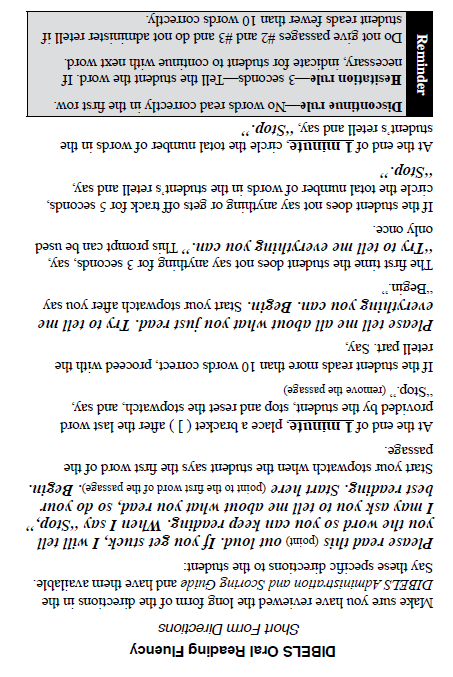 DIBELS Oral Reading Fluency
Short Form Directions
Make sure you have reviewed the long form of the directions in the
DIBELS Administration and Scoring Guide and have them available.
Say these specific directions to the student:
Please read this (point) out loud. If you get stuck, I will tell
you the word so you can keep reading. When I say “Stop,”
I may ask you to tell me about what you read, so do your
best reading. Start here (point to the first word of the passage). Begin.
Start your stopwatch when the student says the first word of the
passage.
At the end of 1 minute, place a bracket ( ] ) after the last word
provided by the student, stop and reset the stopwatch, and say,
“Stop.” (remove the passage)
If the student reads more than 10 words correct, proceed with the
retell part. Say,
Please tell me all about what you just read. Try to tell me
everything you can. Begin. Start your stopwatch after you say
“Begin.”
The first time the student does not say anything for 3 seconds, say,
“Try to tell me everything you can.” This prompt can be used
only once.
If the student does not say anything or gets off track for 5 seconds,
circle the total number of words in the student’s retell and say,
“Stop.”
At the end of 1 minute, circle the total number of words in the
student’s retell and say, “Stop.”
Reminder
Discontinue rule—No words read correctly in the first row.
Hesitation rule—3 seconds—Tell the student the word. If
necessary, indicate for student to continue with next word.
Do not give passages #2 and #3 and do not administer retell if
student reads fewer than 10 words correctly.